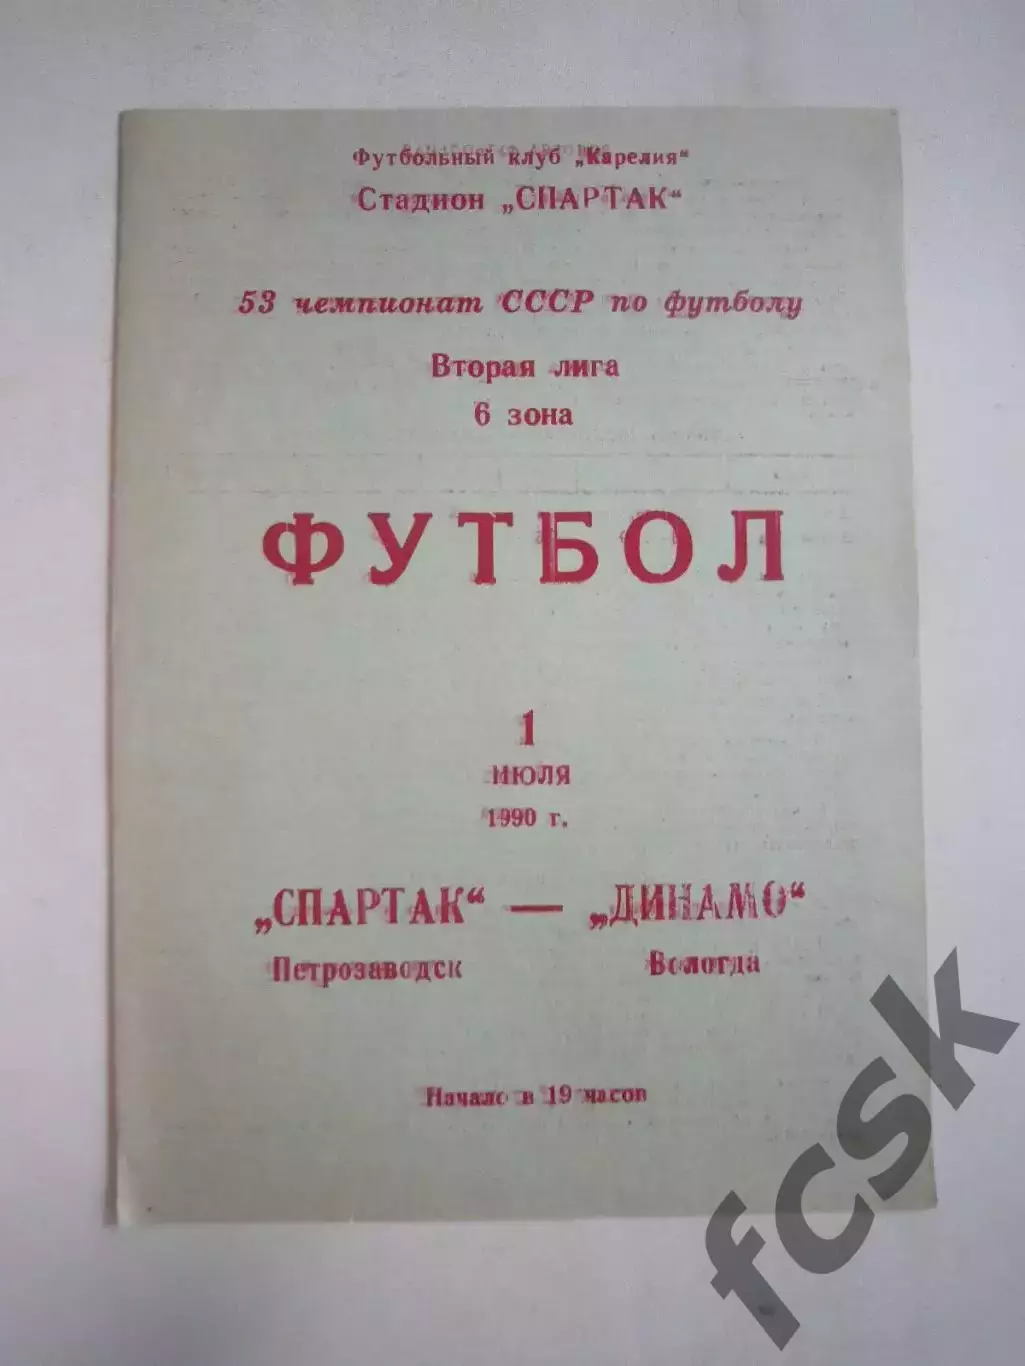 Футбольный клуб „Карелия“
Стадион „СПАРТАК“
53 чемпионат СССР по футболу
Вторая лига
6 зона
ФУТБОЛ
1
ИЮЛЯ
1990 г.
„СПАРТАК“ — „ДИНАМО“
Петрозаводск Вологда
Начало в 19 часов
fcsk